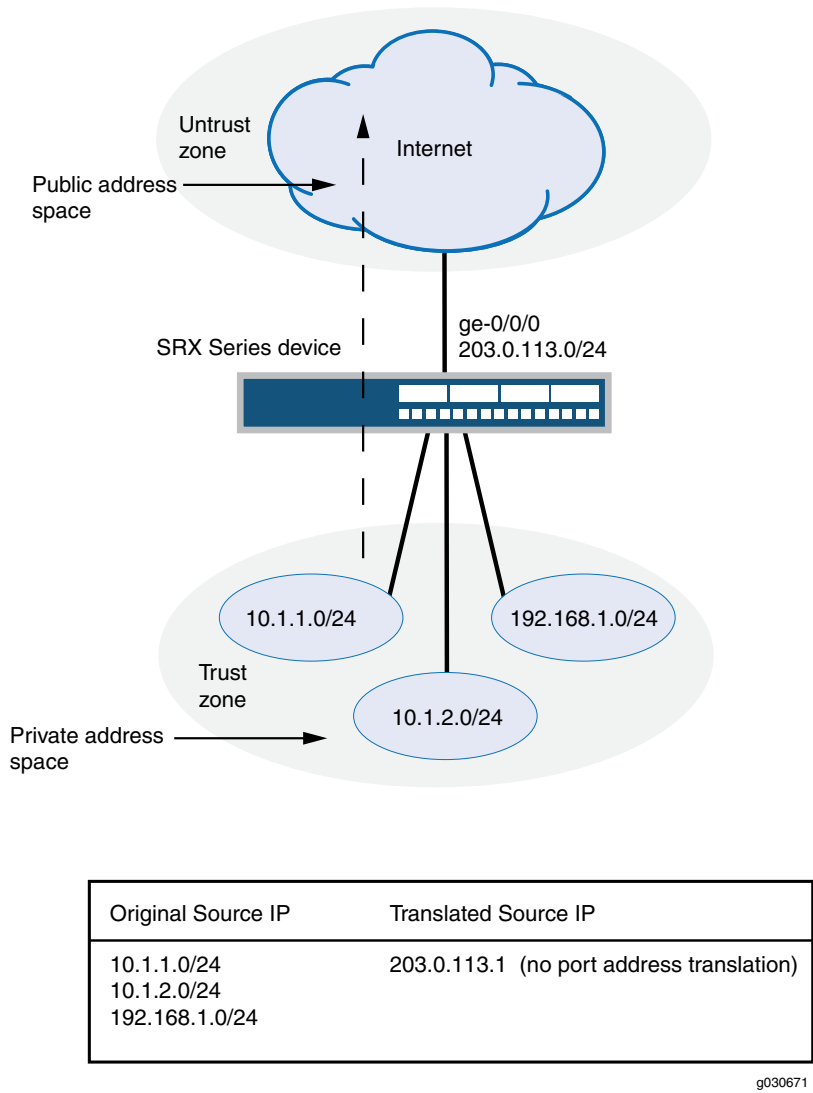 Untrust
zone
Internet
Public address
space
ge-0/0/0
203.0.113.0/24
SRX Series device
10.1.1.0/24
192.168.1.0/24
Trust
zone
10.1.2.0/24
Private address
space
Original Source IP Translated Source IP
10.1.1.0/24 203.0.113.1 (no port address translation)
10.1.2.0/24
192.168.1.0/24
g030671